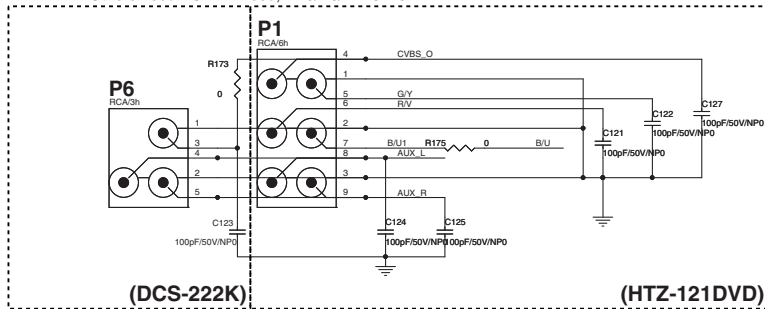 P1
RCA/6h
R173
0
P6
RCA/3h
1
3
4
2
5
4 CVBS_O
1
5 G/Y
6 R/V
2
7 B/U1 R175 0 B/U
8 AUX_L
3
9 AUX_R
C127
100pF/50V/NP0
C122
100pF/50V/NP0
C121
100pF/50V/NP0
C123
100pF/50V/NP0
C124
100pF/50V/NP0
C125
100pF/50V/NP0
(DCS-222K)
(HTZ-121DVD)